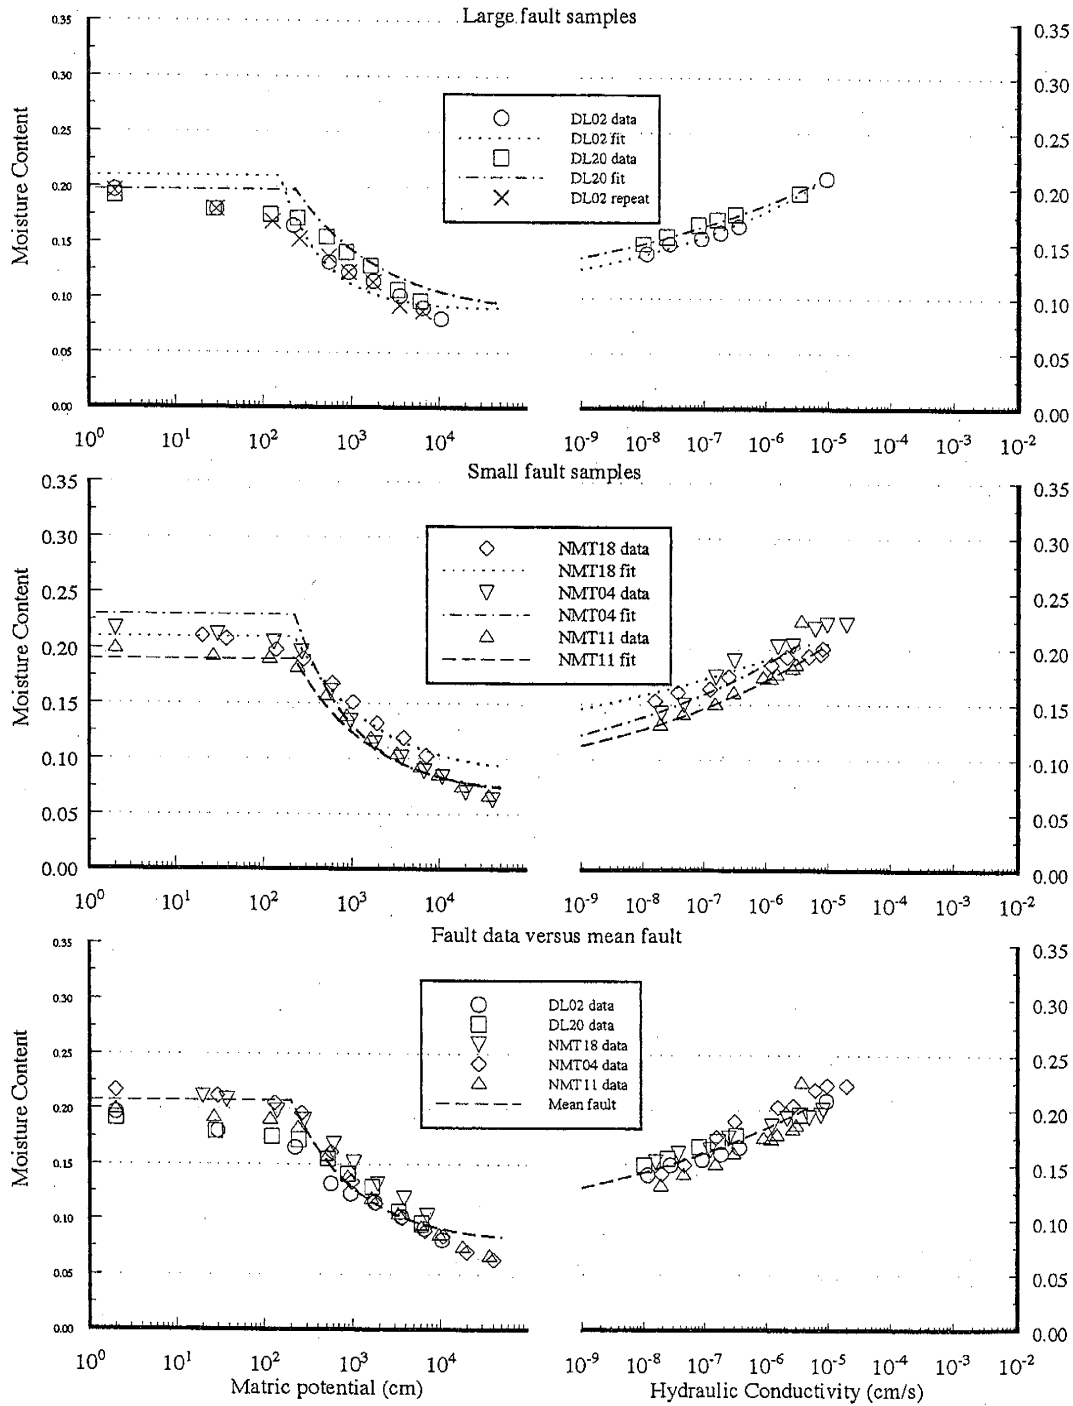 Large fault samples
Moisture Content
0.35
0.30
0.25
0.20
0.15
0.10
0.05
0.00
DL02 data
DL02 fit
DL20 data
DL20 fit
DL02 repeat
0.35
0.30
0.25
0.20
0.15
0.10
0.05
0.00
10^0 10^1 10^2 10^3 10^4
10^-9 10^-8 10^-7 10^-6 10^-5 10^-4 10^-3 10^-2
Small fault samples
Moisture Content
0.35
0.30
0.25
0.20
0.15
0.10
0.05
0.00
NMT18 data
NMT18 fit
NMT04 data
NMT04 fit
NMT11 data
NMT11 fit
0.35
0.30
0.25
0.20
0.15
0.10
0.05
0.00
10^0 10^1 10^2 10^3 10^4
10^-9 10^-8 10^-7 10^-6 10^-5 10^-4 10^-3 10^-2
Fault data versus mean fault
Moisture Content
0.35
0.30
0.25
0.20
0.15
0.10
0.05
0.00
DL02 data
DL20 data
NMT18 data
NMT04 data
NMT11 data
Mean fault
0.35
0.30
0.25
0.20
0.15
0.10
0.05
0.00
10^0 10^1 10^2 10^3 10^4
10^-9 10^-8 10^-7 10^-6 10^-5 10^-4 10^-3 10^-2
Matric potential (cm)
Hydraulic Conductivity (cm/s)